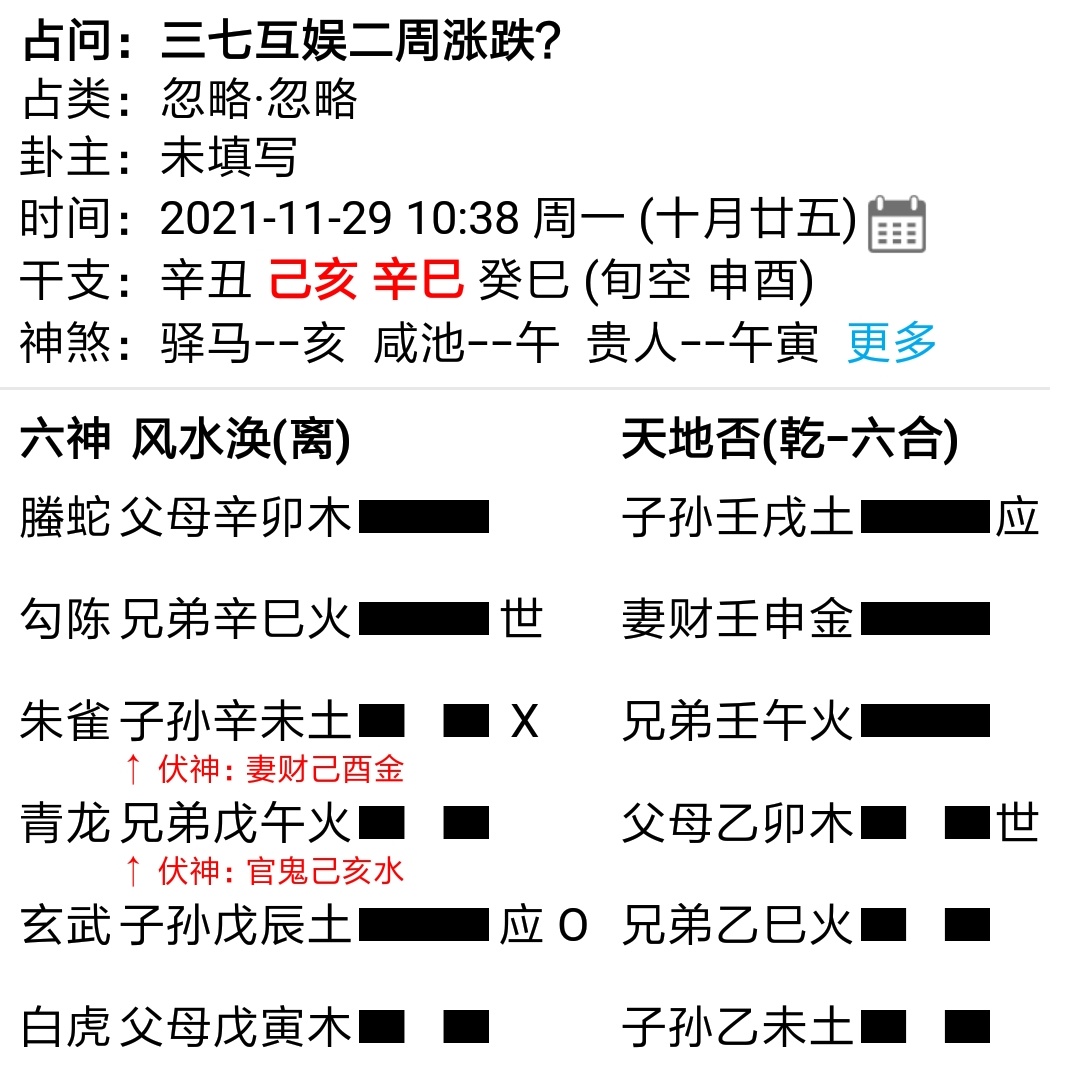 占问：三七互娱二周涨跌？
占类：忽略·忽略
卦主：未填写
时间：2021-11-29 10:38 周一 (十月廿五)
干支：辛丑 己亥 辛巳 癸巳 (旬空 申酉)
神煞：驿马--亥 咸池--午 贵人--午寅 更多
六神 风水涣(离) 天地否(乾-六合)
螣蛇 父母辛卯木 子孙壬戌土 应
勾陈 兄弟辛巳火 世 妻财壬申金
朱雀 子孙辛未土 X 兄弟壬午火
↑ 伏神：妻财己酉金
青龙 兄弟戊午火 父母乙卯木 世
↑ 伏神：官鬼己亥水
玄武 子孙戊辰土 应 O 兄弟乙巳火
白虎 父母戊寅木 子孙乙未土